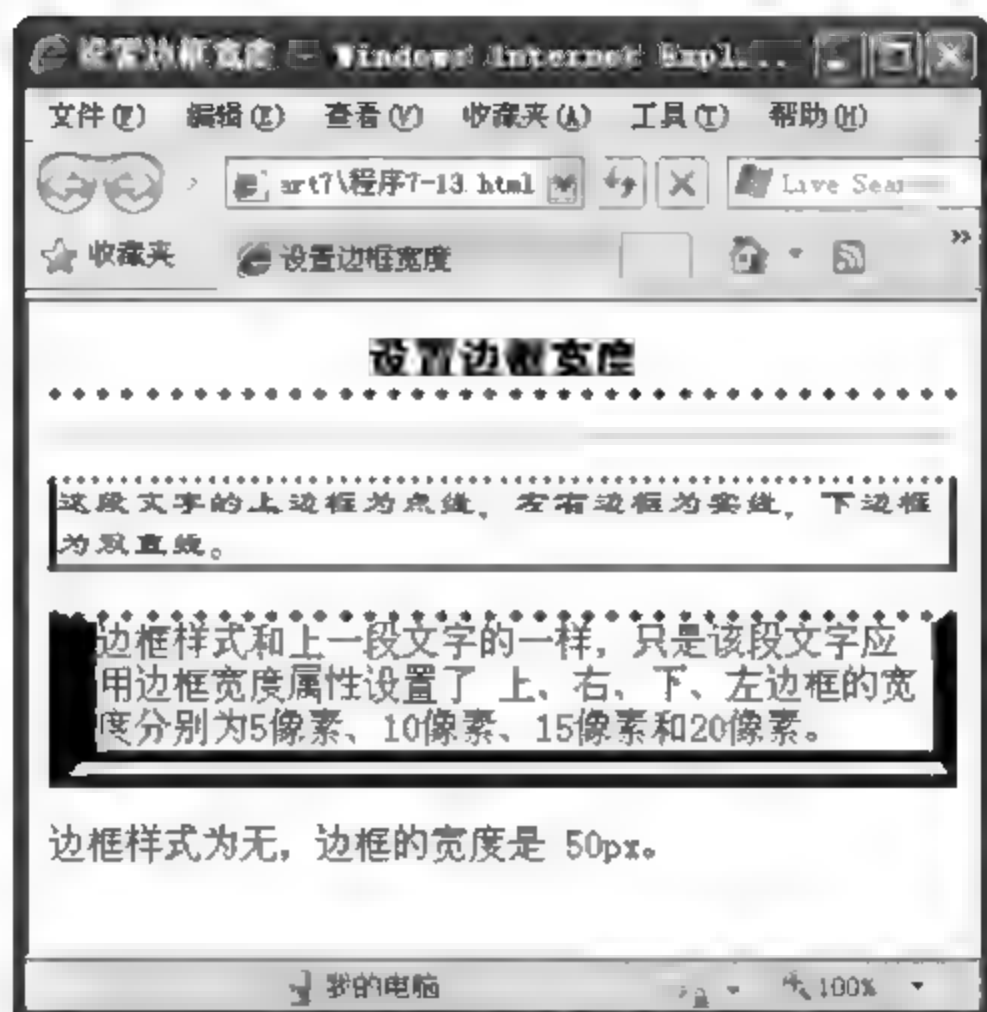 设置边框宽度 - Windows Internet Expl...
文件(F) 编辑(E) 查看(V) 收藏夹(A) 工具(T) 帮助(H)
art7\程序7-13.html Live Sear
收藏夹 设置边框宽度 »
设置边框宽度
这段文字的上边框为点线，左右边框为实线，下边框
为双直线。
边框样式和上一段文字的一样，只是该段文字应
用边框宽度属性设置了 上、右、下、左边框的宽
度分别为5像素、10像素、15像素和20像素。
边框样式为无，边框的宽度是 50px。
我的电脑 100%